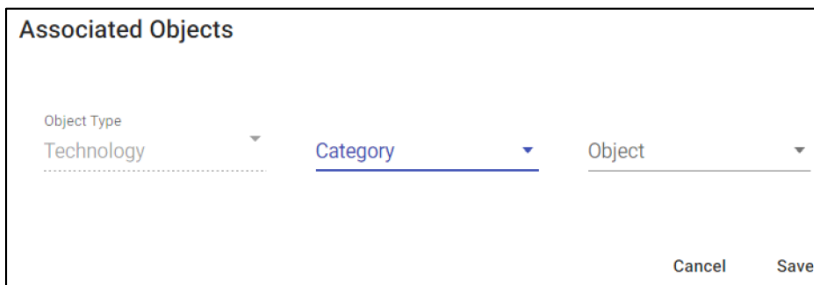 Associated Objects
Object Type
Technology
Category
Object
Cancel
Save